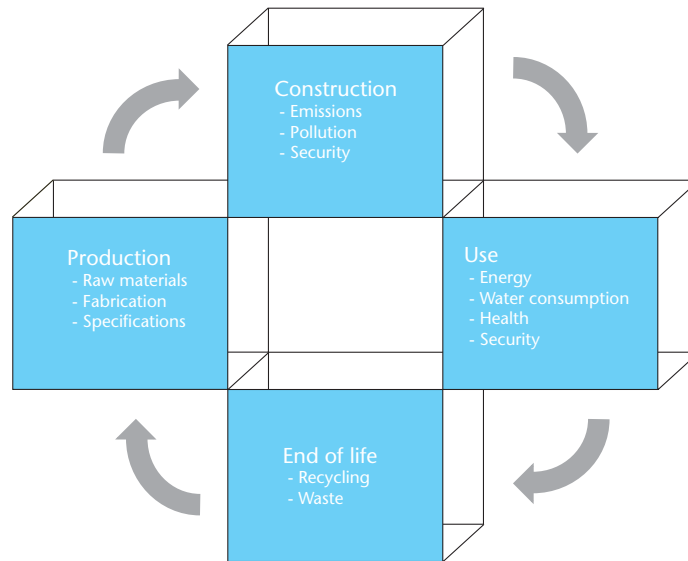 Construction
- Emissions
- Pollution
- Security
Production
- Raw materials
- Fabrication
- Specifications
Use
- Energy
- Water consumption
- Health
- Security
End of life
- Recycling
- Waste